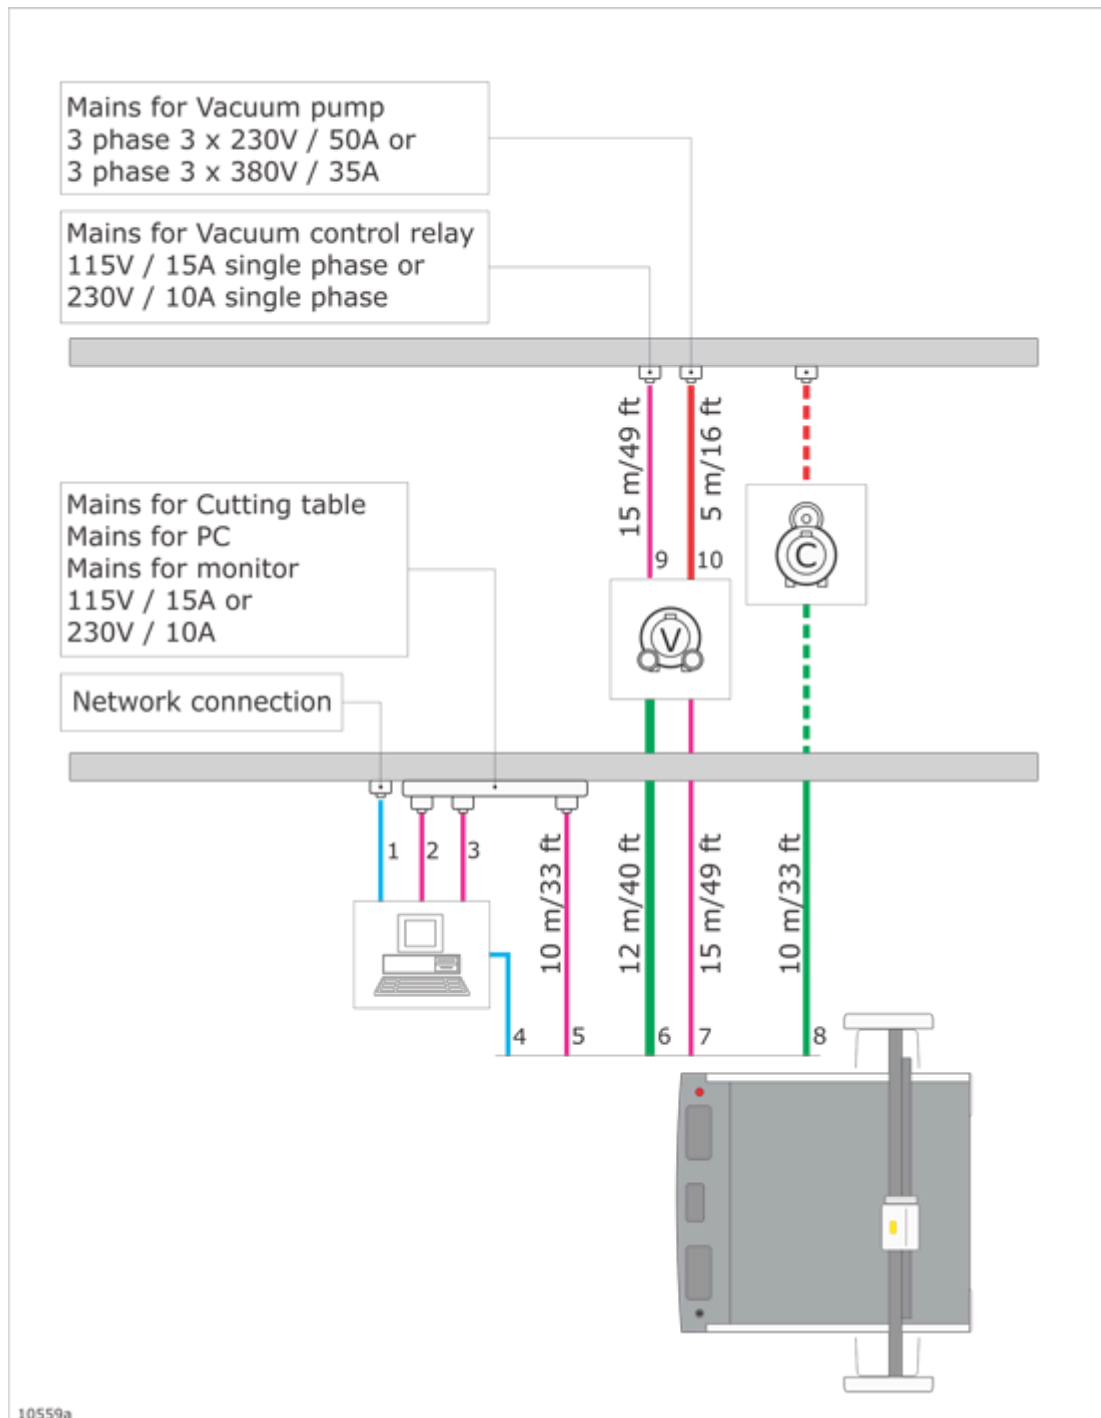 Mains for Vacuum pump
3 phase 3 x 230V / 50A or
3 phase 3 x 380V / 35A
Mains for Vacuum control relay
115V / 15A single phase or
230V / 10A single phase
15 m/49 ft
5 m/16 ft
9
10
C
V
Mains for Cutting table
Mains for PC
Mains for monitor
115V / 15A or
230V / 10A
Network connection
1
2
3
10 m/33 ft
12 m/40 ft
15 m/49 ft
10 m/33 ft
4
5
6
7
8
10559a